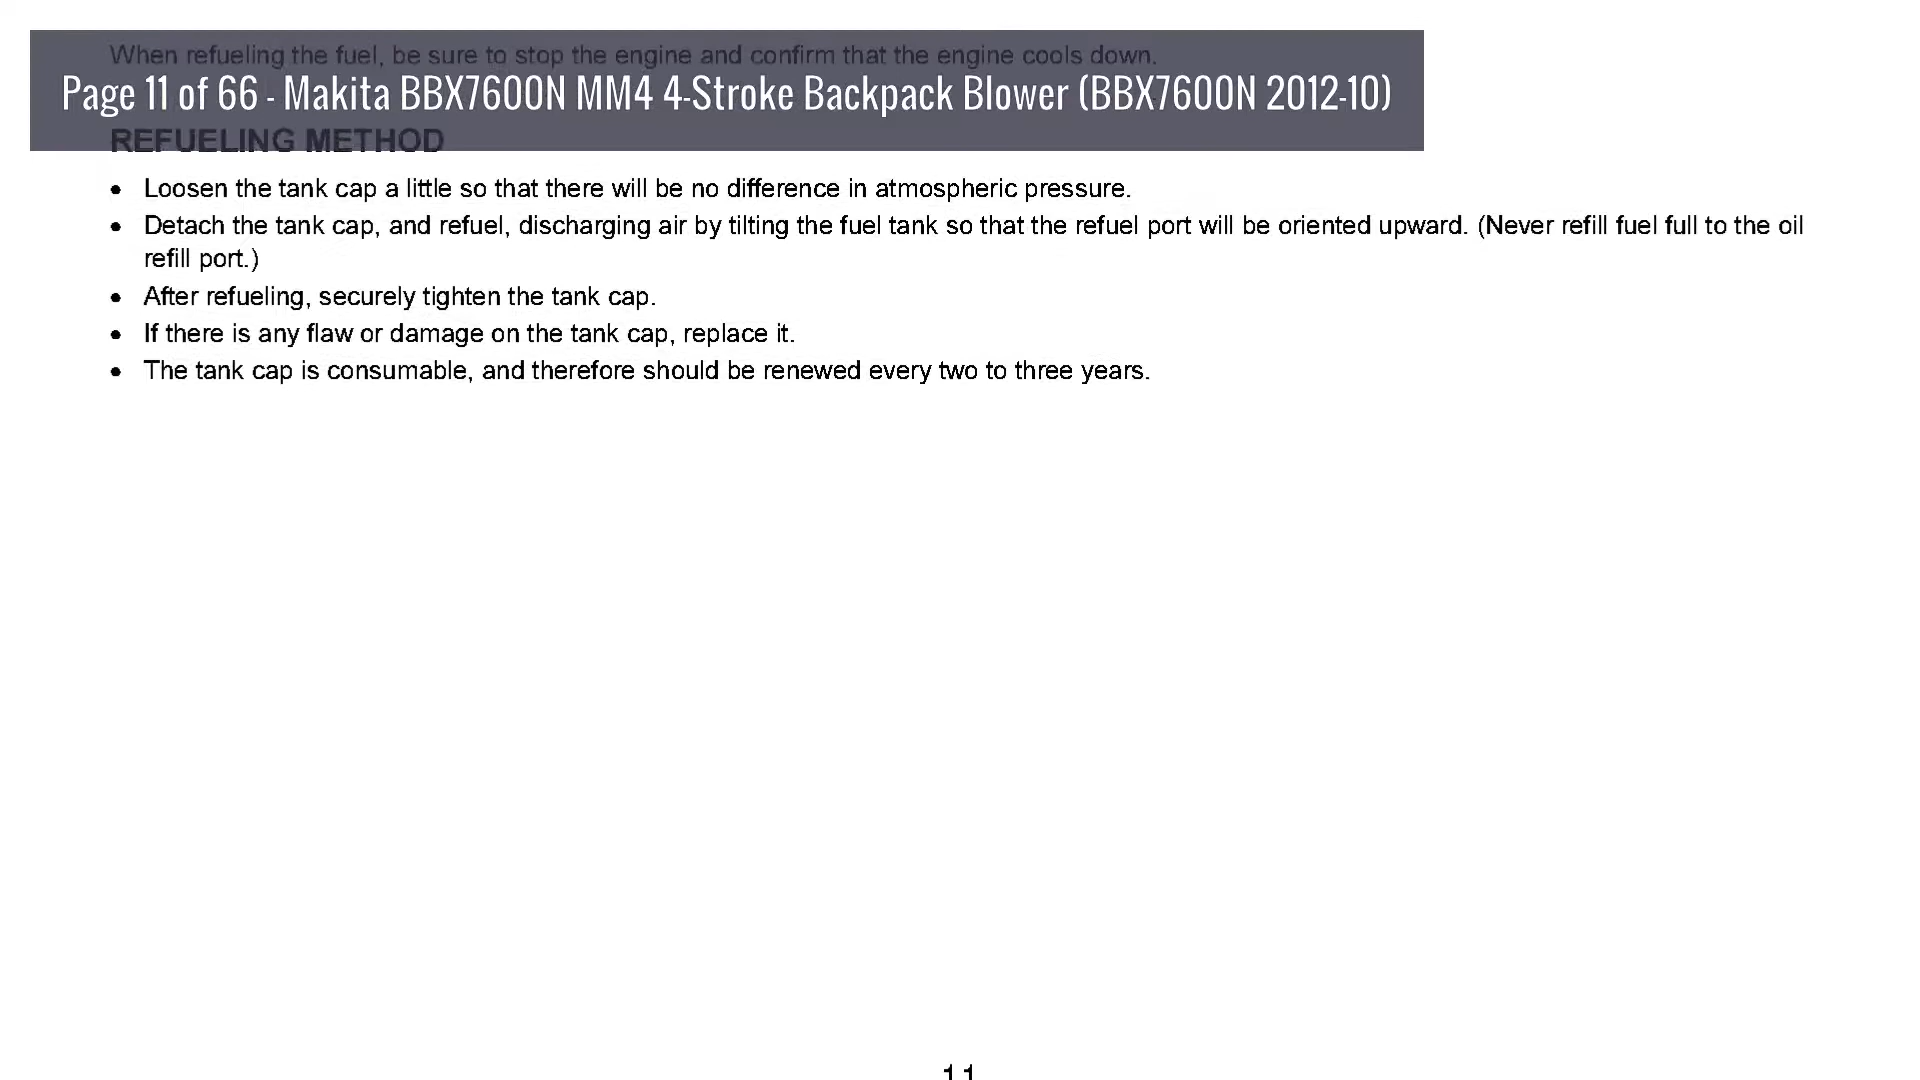 When refueling the fuel, be sure to stop the engine and confirm that the engine cools down.
Page 11 of 66 - Makita BBX7600N MM4 4-Stroke Backpack Blower (BBX7600N 2012-10)
REFUELING METHOD
• Loosen the tank cap a little so that there will be no difference in atmospheric pressure.
• Detach the tank cap, and refuel, discharging air by tilting the fuel tank so that the refuel port will be oriented upward. (Never refill fuel full to the oil
refill port.)
• After refueling, securely tighten the tank cap.
• If there is any flaw or damage on the tank cap, replace it.
• The tank cap is consumable, and therefore should be renewed every two to three years.
11